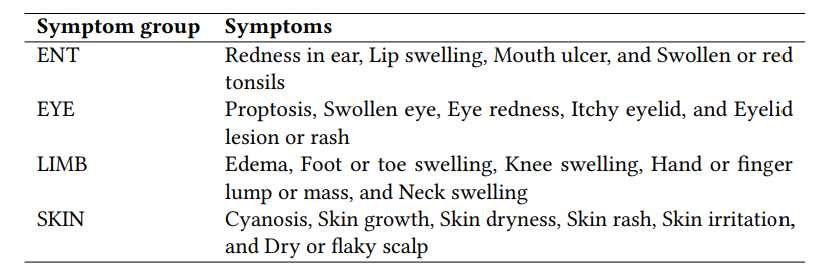 Symptom group Symptoms
ENT Redness in ear, Lip swelling, Mouth ulcer, and Swollen or red
tonsils
EYE Proptosis, Swollen eye, Eye redness, Itchy eyelid, and Eyelid
lesion or rash
LIMB Edema, Foot or toe swelling, Knee swelling, Hand or finger
lump or mass, and Neck swelling
SKIN Cyanosis, Skin growth, Skin dryness, Skin rash, Skin irritation,
and Dry or flaky scalp